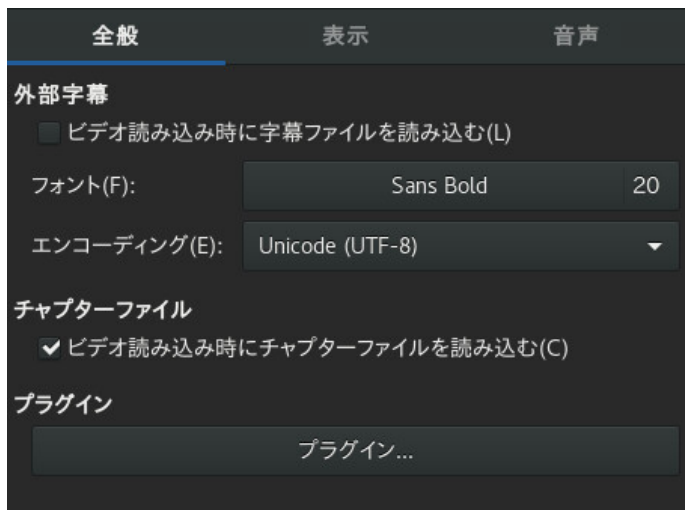 全般 表示 音声
外部字幕
ビデオ読み込み時に字幕ファイルを読み込む(L)
フォント(F): Sans Bold 20
エンコーディング(E): Unicode (UTF-8)
チャプターファイル
ビデオ読み込み時にチャプターファイルを読み込む(C)
プラグイン
プラグイン...